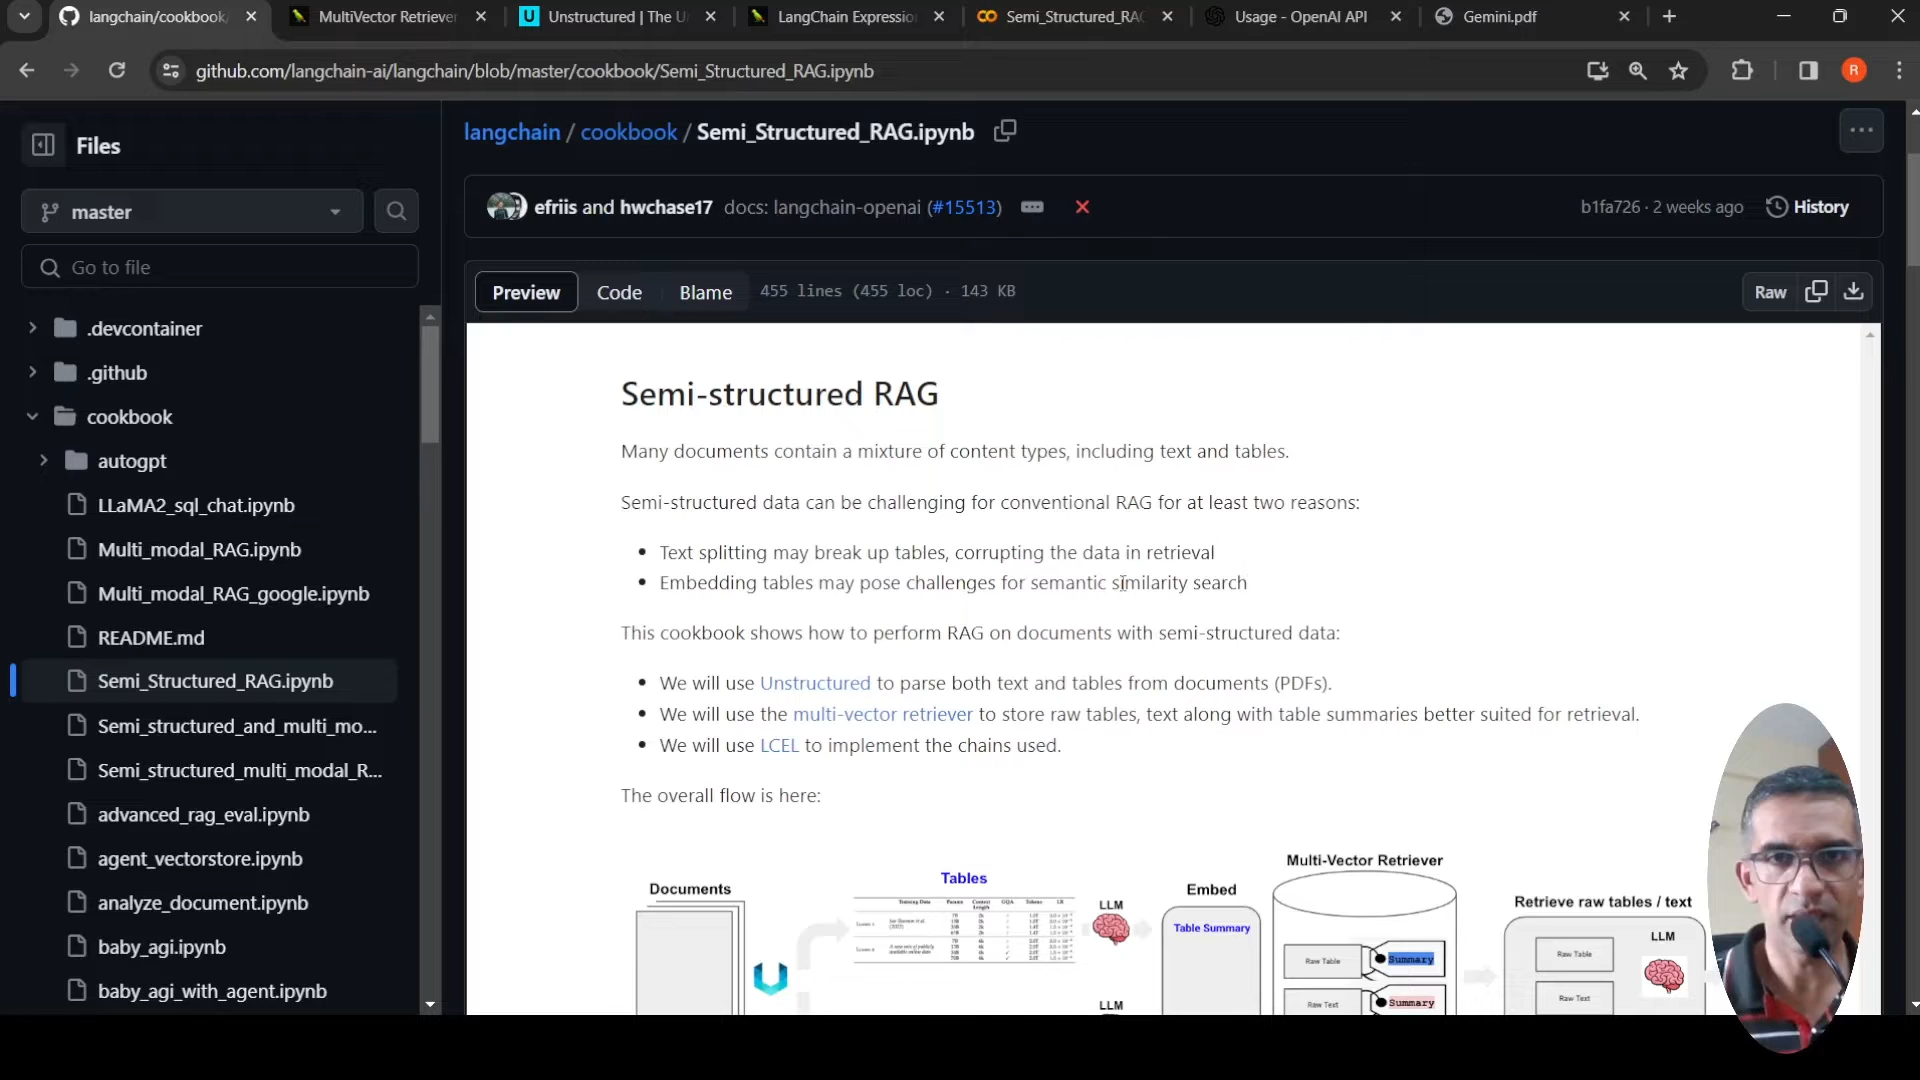 langchain/cookbook/
MultiVector Retriever
Unstructured | The U
LangChain Expressio
Semi_Structured_RAG
Usage - OpenAI API
Gemini.pdf
github.com/langchain-ai/langchain/blob/master/cookbook/Semi_Structured_RAG.ipynb
R
Files
master
Go to file
.devcontainer
.github
cookbook
autogpt
LLaMA2_sql_chat.ipynb
Multi_modal_RAG.ipynb
Multi_modal_RAG_google.ipynb
README.md
Semi_Structured_RAG.ipynb
Semi_structured_and_multi_mo...
Semi_structured_multi_modal_R...
advanced_rag_eval.ipynb
agent_vectorstore.ipynb
analyze_document.ipynb
baby_agi.ipynb
baby_agi_with_agent.ipynb
langchain / cookbook / Semi_Structured_RAG.ipynb
efriis and hwchase17 docs: langchain-openai (#15513)
b1fa726 · 2 weeks ago
History
Preview Code Blame 455 lines (455 loc) · 143 KB
Raw
Semi-structured RAG
Many documents contain a mixture of content types, including text and tables.
Semi-structured data can be challenging for conventional RAG for at least two reasons:
• Text splitting may break up tables, corrupting the data in retrieval
• Embedding tables may pose challenges for semantic similarity search
This cookbook shows how to perform RAG on documents with semi-structured data:
• We will use Unstructured to parse both text and tables from documents (PDFs).
• We will use the multi-vector retriever to store raw tables, text along with table summaries better suited for retrieval.
• We will use LCEL to implement the chains used.
The overall flow is here:
Documents
Tables
Training Data Params Context Length GQA Tokens LR
LLM
LLM
Embed
Table Summary
Multi-Vector Retriever
Raw Table
Summary
Raw Text
Summary
Retrieve raw tables / text
Raw Table
Raw Text
LLM